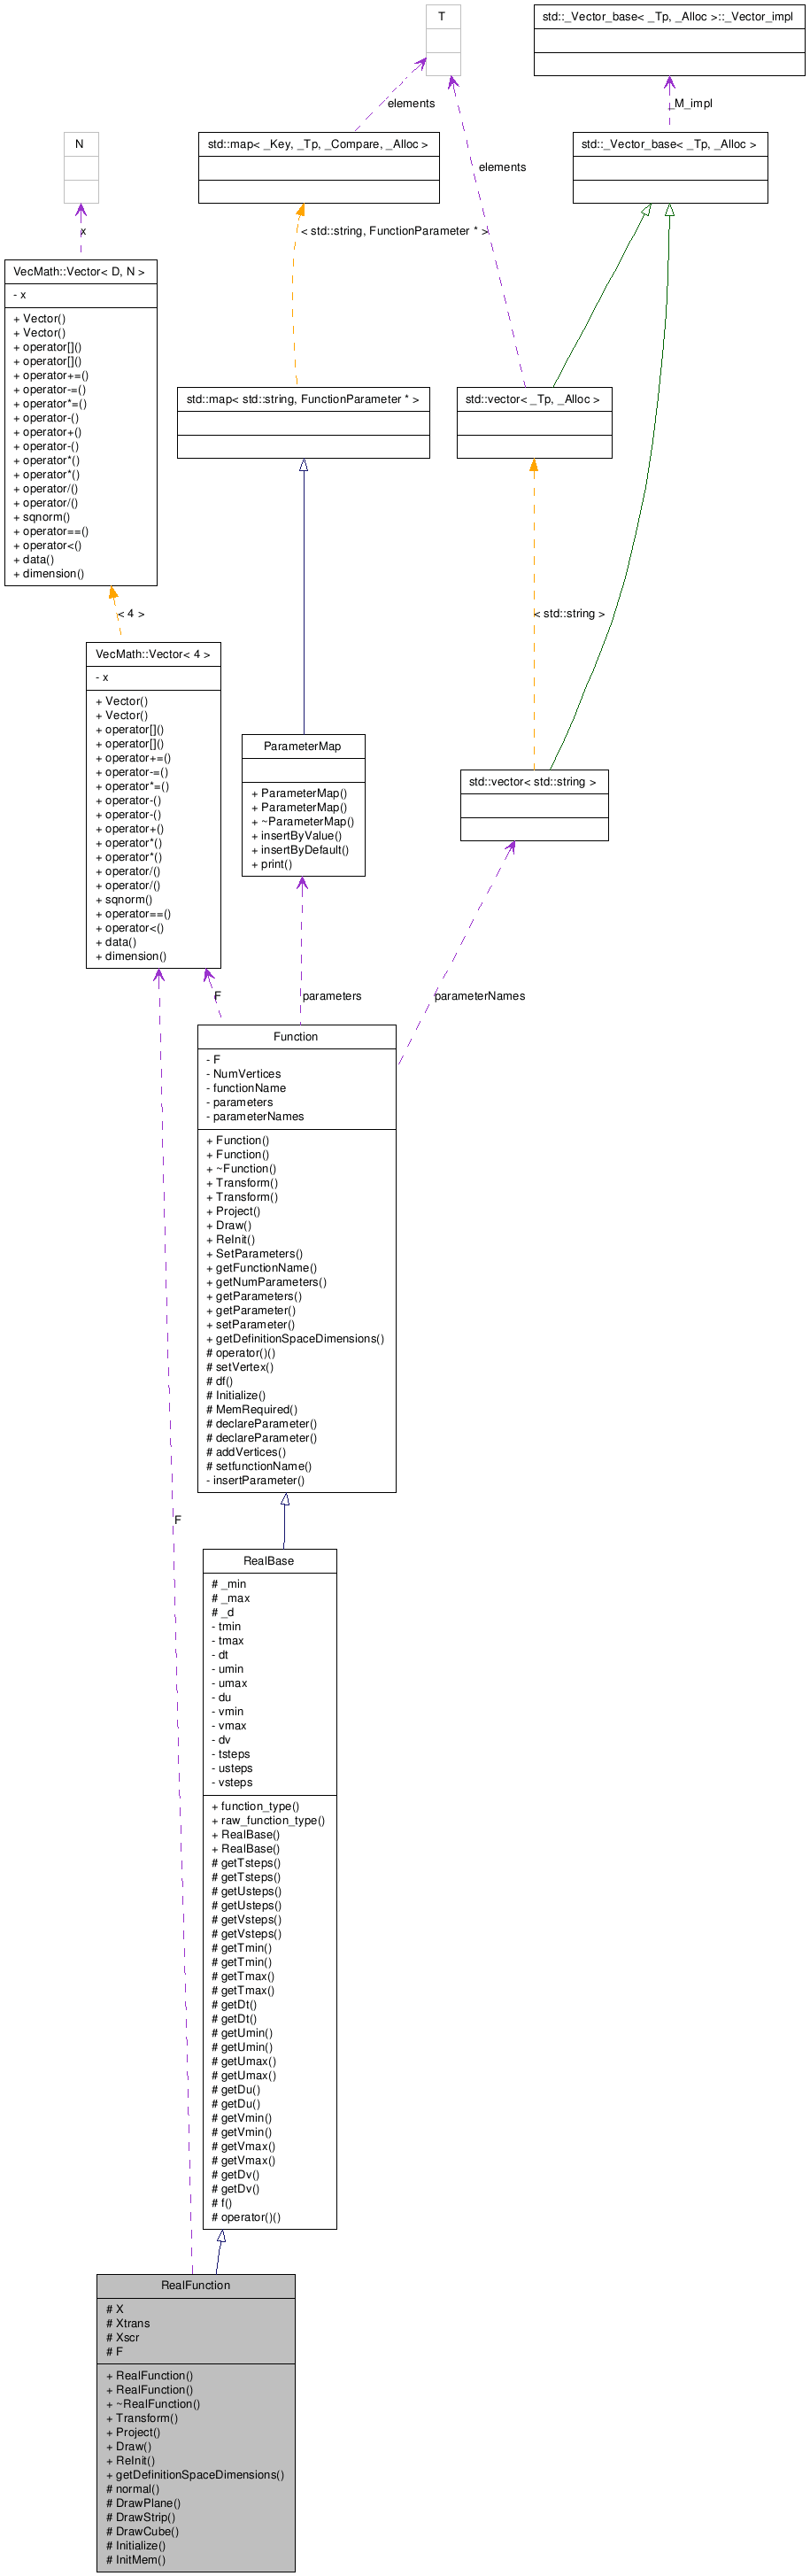 T
std::_Vector_base< _Tp, _Alloc >::_Vector_impl
elements
_M_impl
N
std::map< _Key, _Tp, _Compare, _Alloc >
std::_Vector_base< _Tp, _Alloc >
elements
x
< std::string, FunctionParameter * >
VecMath::Vector< D, N >
- x
+ Vector()
+ Vector()
+ operator[]()
+ operator[]()
+ operator+=()
+ operator-=()
+ operator*=()
+ operator-()
+ operator+()
+ operator-()
+ operator*()
+ operator*()
+ operator/()
+ operator/()
+ sqnorm()
+ operator==()
+ operator<()
+ data()
+ dimension()
std::map< std::string, FunctionParameter * >
std::vector< _Tp, _Alloc >
< 4 >
< std::string >
VecMath::Vector< 4 >
- x
+ Vector()
+ Vector()
+ operator[]()
+ operator[]()
+ operator+=()
+ operator-=()
+ operator*=()
+ operator-()
+ operator-()
+ operator+()
+ operator*()
+ operator*()
+ operator/()
+ operator/()
+ sqnorm()
+ operator==()
+ operator<()
+ data()
+ dimension()
ParameterMap
+ ParameterMap()
+ ParameterMap()
+ ~ParameterMap()
+ insertByValue()
+ insertByDefault()
+ print()
std::vector< std::string >
F
parameters
parameterNames
Function
- F
- NumVertices
- functionName
- parameters
- parameterNames
+ Function()
+ Function()
+ ~Function()
+ Transform()
+ Transform()
+ Project()
+ Draw()
+ ReInit()
+ SetParameters()
+ getFunctionName()
+ getNumParameters()
+ getParameters()
+ getParameter()
+ setParameter()
+ getDefinitionSpaceDimensions()
# operator()()
# setVertex()
# df()
# Initialize()
# MemRequired()
# declareParameter()
# declareParameter()
# addVertices()
# setfunctionName()
- insertParameter()
F
RealBase
# _min
# _max
# _d
- tmin
- tmax
- dt
- umin
- umax
- du
- vmin
- vmax
- dv
- tsteps
- usteps
- vsteps
+ function_type()
+ raw_function_type()
+ RealBase()
+ RealBase()
# getTsteps()
# getTsteps()
# getUsteps()
# getUsteps()
# getVsteps()
# getVsteps()
# getTmin()
# getTmin()
# getTmax()
# getTmax()
# getDt()
# getDt()
# getUmin()
# getUmin()
# getUmax()
# getUmax()
# getDu()
# getDu()
# getVmin()
# getVmin()
# getVmax()
# getVmax()
# getDv()
# getDv()
# f()
# operator()()
RealFunction
# X
# Xtrans
# Xscr
# F
+ RealFunction()
+ RealFunction()
+ ~RealFunction()
+ Transform()
+ Project()
+ Draw()
+ ReInit()
+ getDefinitionSpaceDimensions()
# normal()
# DrawPlane()
# DrawStrip()
# DrawCube()
# Initialize()
# InitMem()